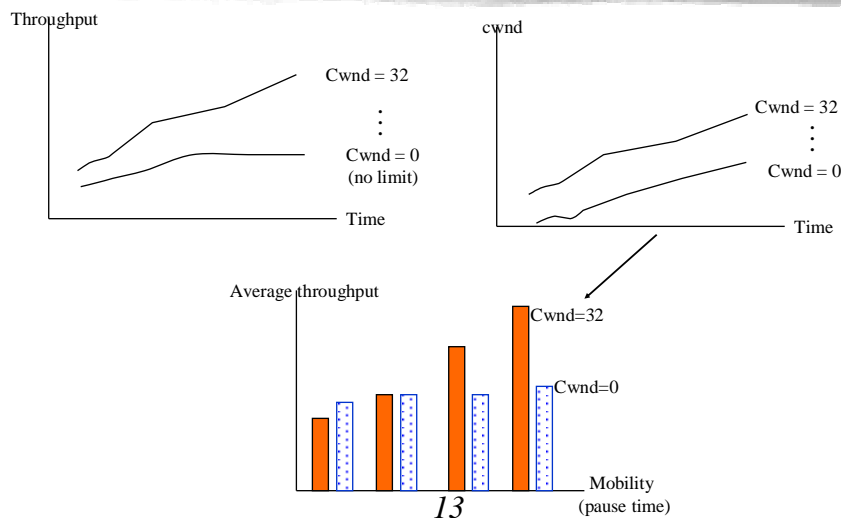 Throughput
Cwnd = 32
Cwnd = 0
(no limit)
Time
cwnd
Cwnd = 32
Cwnd = 0
Time
Average throughput
Cwnd=32
Cwnd=0
Mobility
(pause time)
13